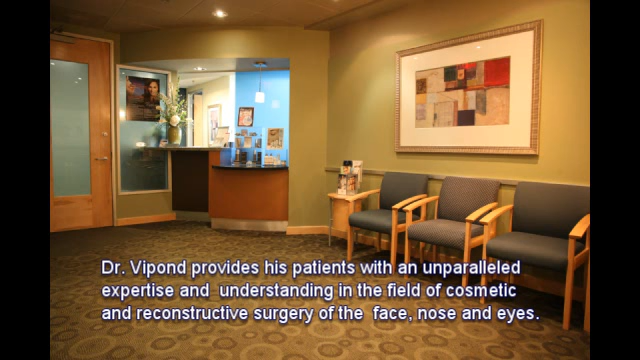 Dr. Vipond provides his patients with an unparalleled
expertise and  understanding in the field of cosmetic
and reconstructive surgery of the  face, nose and eyes.